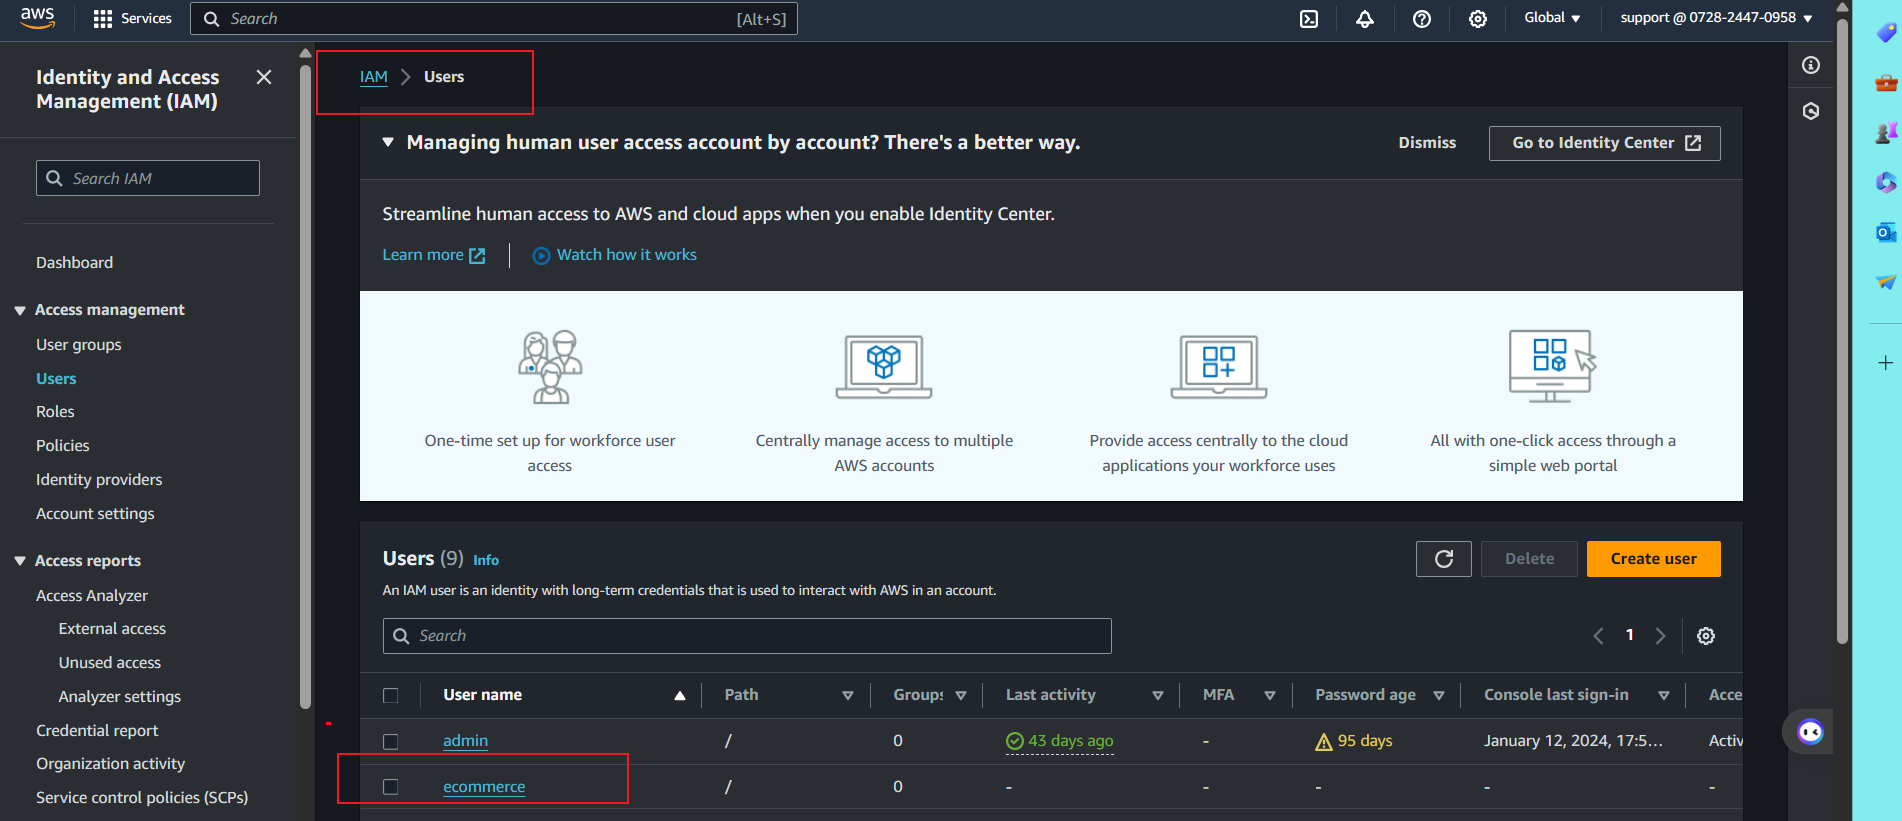 aws
Services
Search
[Alt+S]
Global
support @ 0728-2447-0958
Identity and Access
Management (IAM)
Search IAM
Dashboard
Access management
User groups
Users
Roles
Policies
Identity providers
Account settings
Access reports
Access Analyzer
External access
Unused access
Analyzer settings
Credential report
Organization activity
Service control policies (SCPs)
IAM > Users
Managing human user access account by account? There's a better way.
Dismiss
Go to Identity Center
Streamline human access to AWS and cloud apps when you enable Identity Center.
Learn more
Watch how it works
One-time set up for workforce user
access
Centrally manage access to multiple
AWS accounts
Provide access centrally to the cloud
applications your workforce uses
All with one-click access through a
simple web portal
Users (9) Info
Delete
Create user
An IAM user is an identity with long-term credentials that is used to interact with AWS in an account.
Search
1
User name Path Groups Last activity MFA Password age Console last sign-in Acce
admin / 0 43 days ago - 95 days January 12, 2024, 17:5... Activ
ecommerce / 0 - - - - -